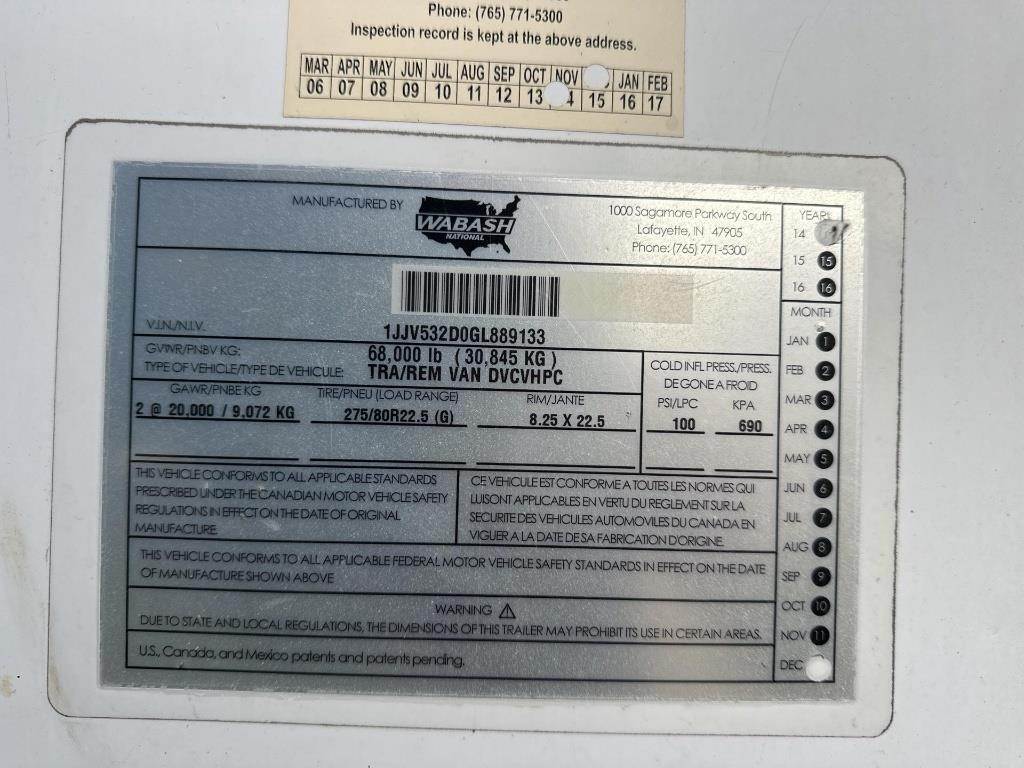 Phone: (765) 771-5300
Inspection record is kept at the above address.
MAR APR MAY JUN JUL AUG SEP OCT NOV JAN FEB
06 07 08 09 10 11 12 13 4 15 16 17
MANUFACTURED BY
WABASH
NATIONAL
1000 Sagamore Parkway South
Lafayette, IN 47905
Phone: (765) 771-5300
V.I.N./N.I.V.
1JJV532D0GL889133
GVWR/PNBV KG:
68,000 lb ( 30,845 KG )
TYPE OF VEHICLE/TYPE DE VEHICULE:
TRA/REM VAN DVCVHPC
GAWR/PNBE KG
TIRE/PNEU (LOAD RANGE)
RIM/JANTE
2 @ 20,000 / 9,072 KG
275/80R22.5 (G)
8.25 X 22.5
COLD INFL PRESS./PRESS.
DE GONE A FROID
PSI/LPC KPA
100 690
THIS VEHICLE CONFORMS TO ALL APPLICABLE STANDARDS
PRESCRIBED UNDER THE CANADIAN MOTOR VEHICLE SAFETY
REGULATIONS IN EFFECT ON THE DATE OF ORIGINAL
MANUFACTURE.
CE VEHICULE EST CONFORME A TOUTES LES NORMES QUI
LUI SONT APPLICABLES EN VERTU DU REGLEMENT SUR LA
SECURITE DES VEHICULES AUTOMOVILES DU CANADA EN
VIGUER A LA DATE DE SA FABRICATION D'ORIGINE.
THIS VEHICLE CONFORMS TO ALL APPLICABLE FEDERAL MOTOR VEHICLE SAFETY STANDARDS IN EFFECT ON THE DATE
OF MANUFACTURE SHOWN ABOVE
WARNING
DUE TO STATE AND LOCAL REGULATIONS, THE DIMENSIONS OF THIS TRAILER MAY PROHIBIT ITS USE IN CERTAIN AREAS.
U.S., Canada, and Mexico patents and patents pending.
YEAR
14
15 15
16 16
MONTH
JAN 1
FEB 2
MAR 3
APR 4
MAY 5
JUN 6
JUL 7
AUG 8
SEP 9
OCT 10
NOV 11
DEC